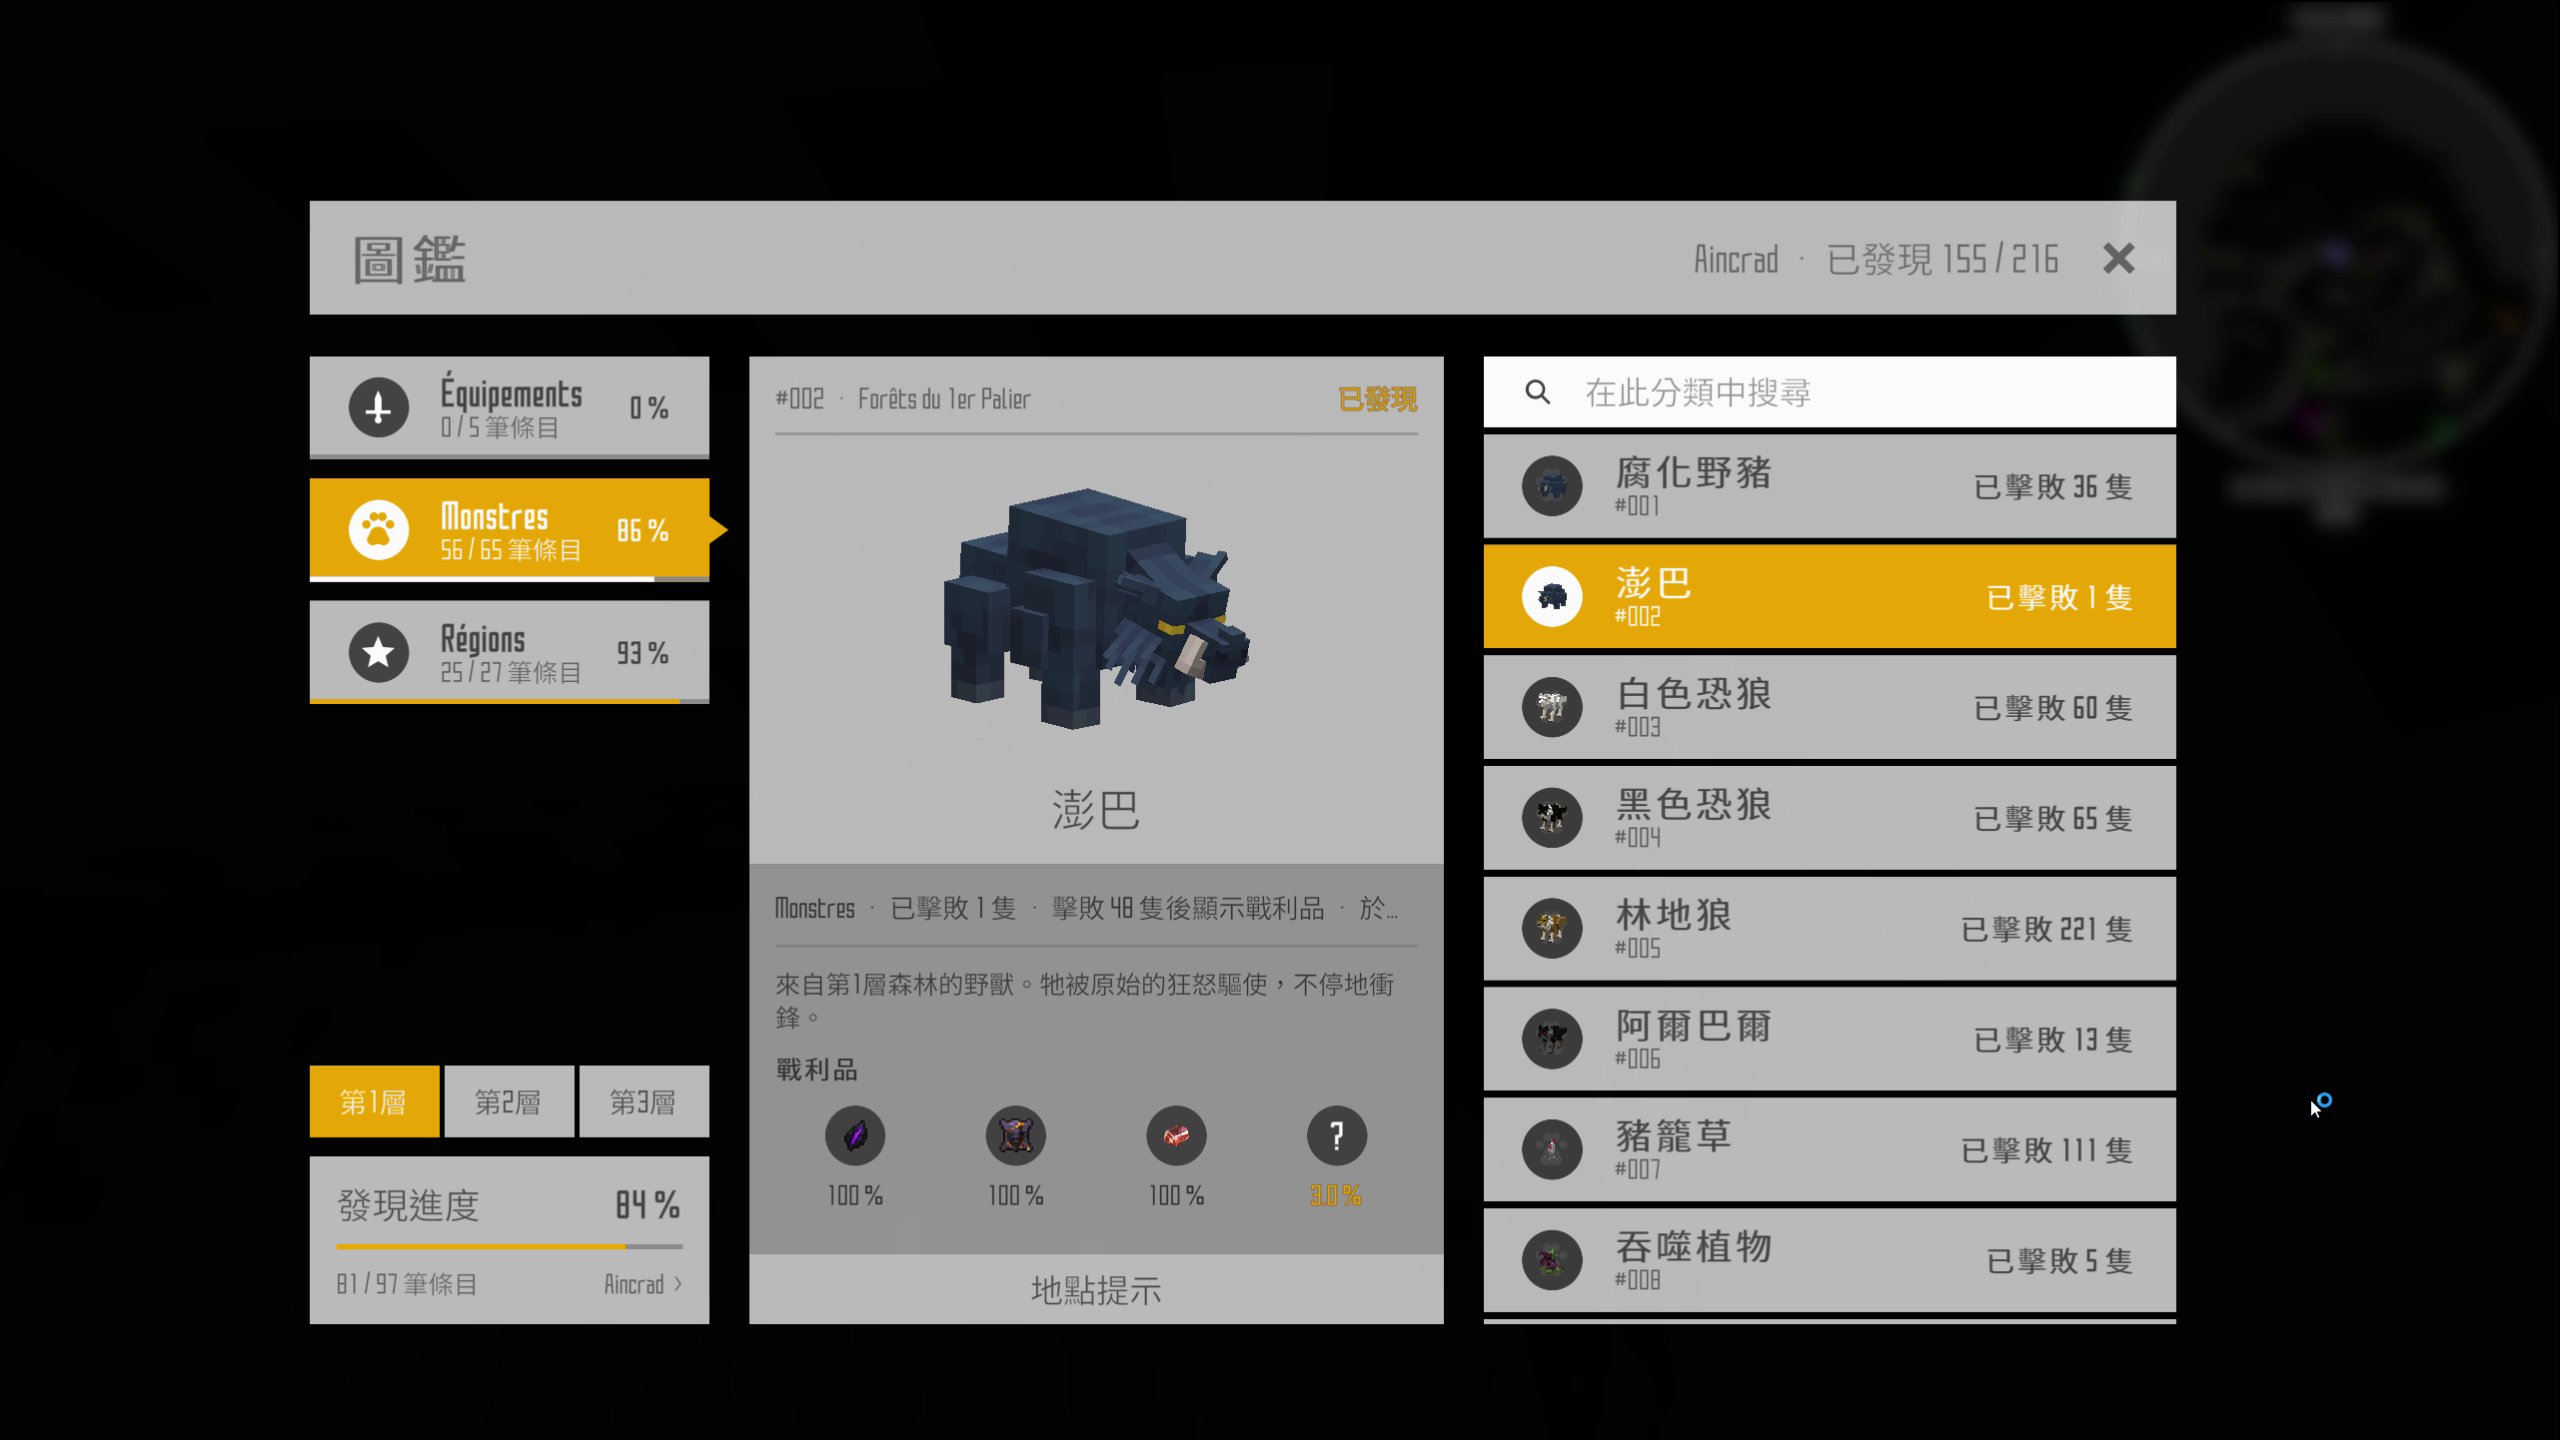 圖鑑
Aincrad · 已發現 155 / 216
Équipements
0 / 5 筆條目
0 %
Monstres
56 / 65 筆條目
86 %
Régions
25 / 27 筆條目
93 %
第1層
第2層
第3層
發現進度
84 %
81 / 97 筆條目
Aincrad >
#002 · Forêts du 1er Palier
已發現
澎巴
Monstres · 已擊敗 1 隻 · 擊敗 48 隻後顯示戰利品 · 於...
來自第1層森林的野獸。牠被原始的狂怒驅使，不停地衝
鋒。
戰利品
?
100 %
100 %
100 %
3.0 %
地點提示
在此分類中搜尋
腐化野豬
#001
已擊敗 36 隻
澎巴
#002
已擊敗 1 隻
白色恐狼
#003
已擊敗 60 隻
黑色恐狼
#004
已擊敗 65 隻
林地狼
#005
已擊敗 221 隻
阿爾巴爾
#006
已擊敗 13 隻
豬籠草
#007
已擊敗 111 隻
吞噬植物
#008
已擊敗 5 隻